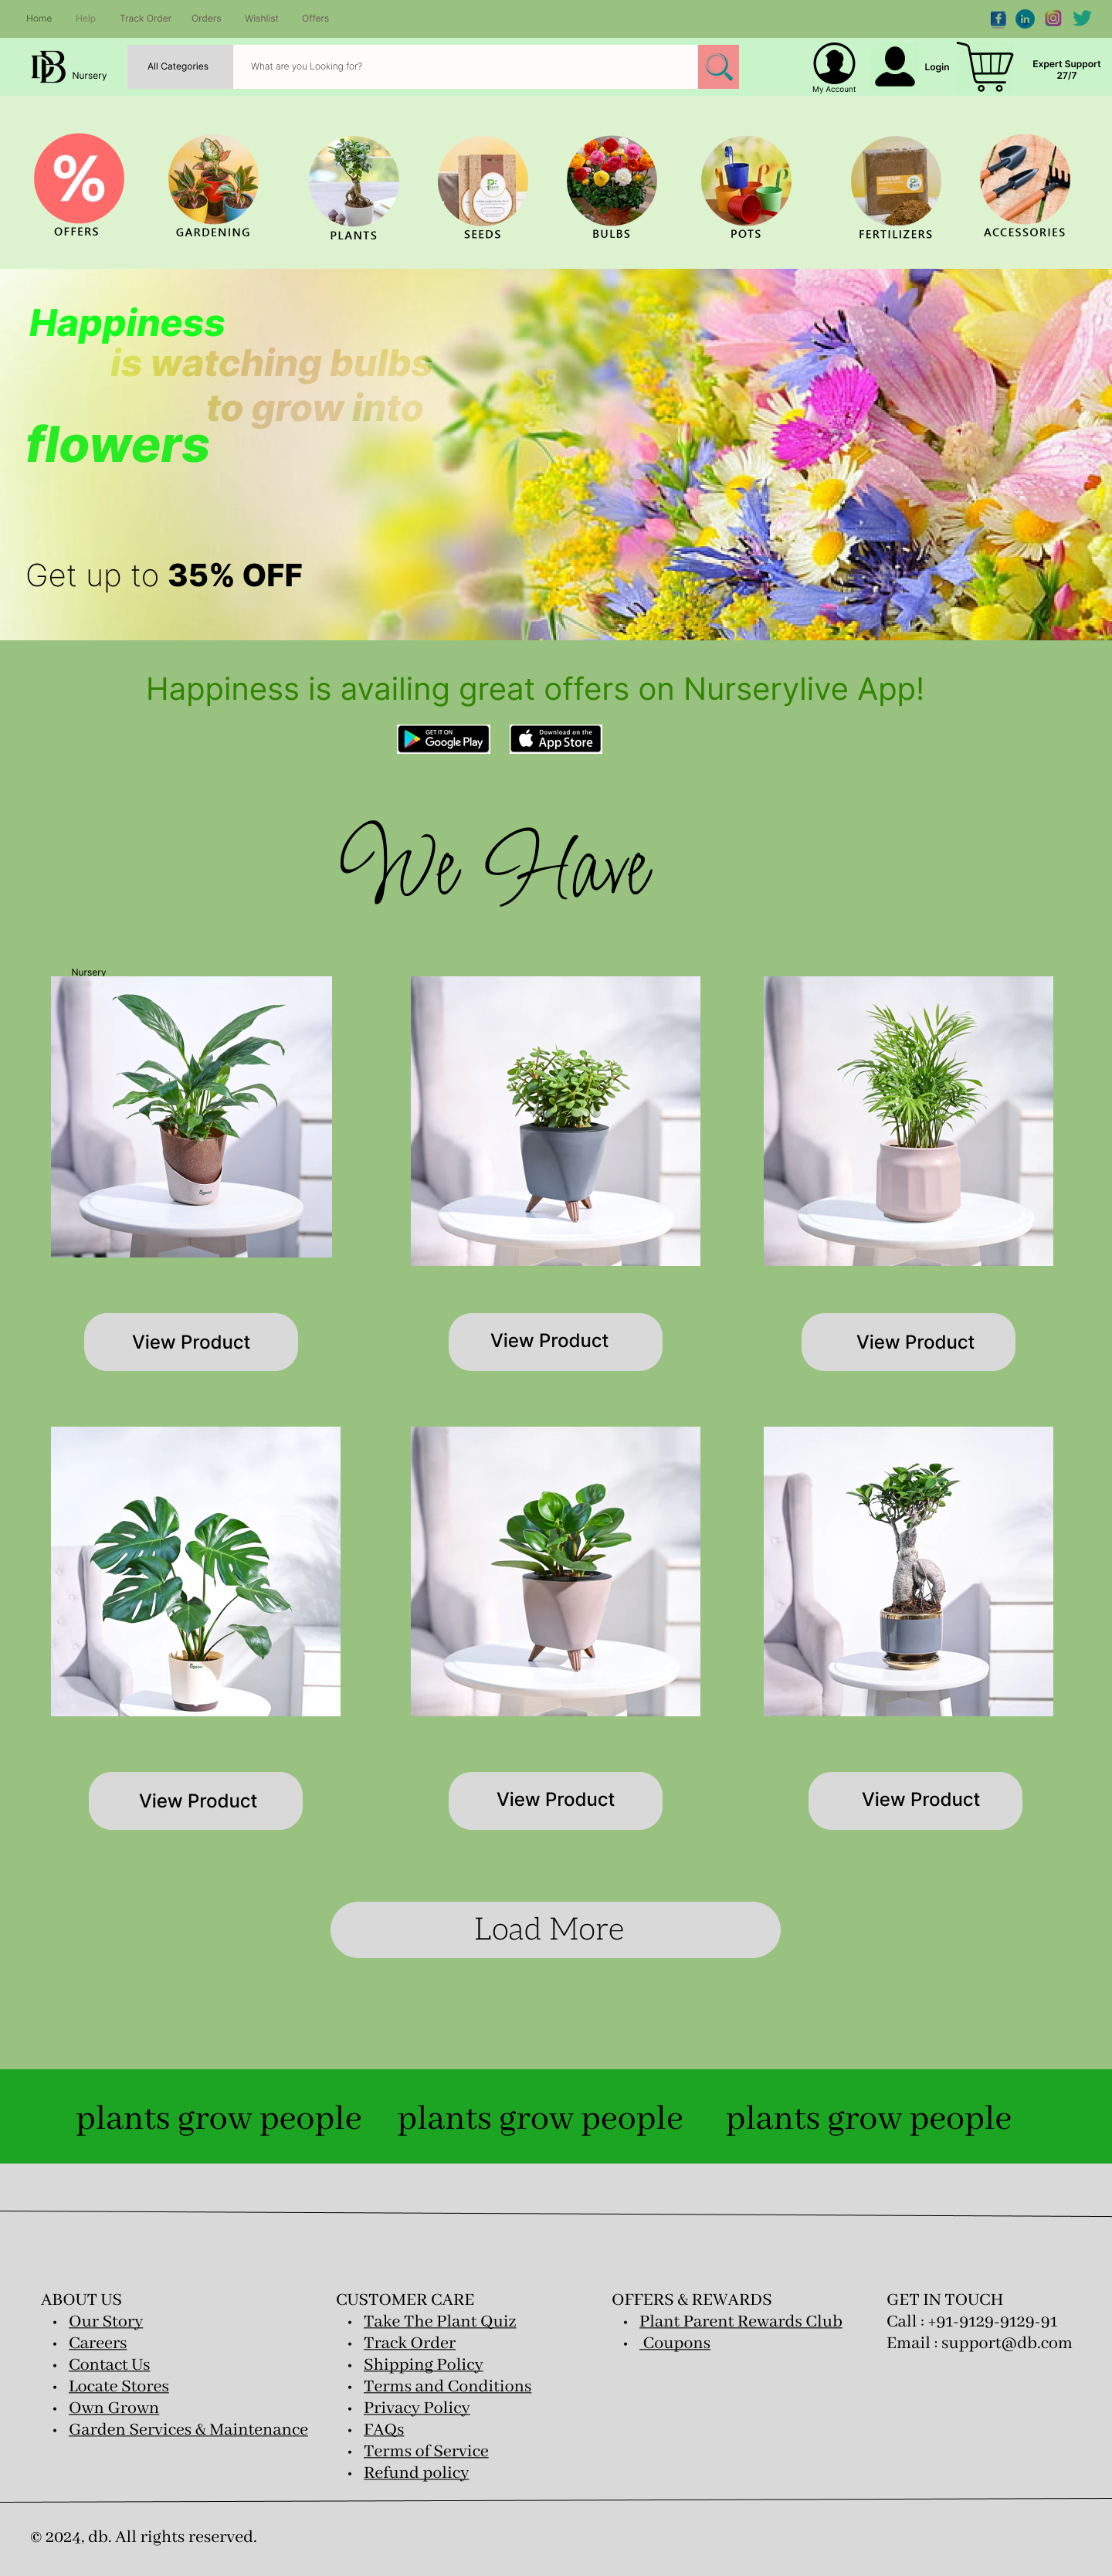 Home Help Track Order Orders Wishlist Offers
DB Nursery All Categories What are you Looking for?
My Account Login Expert Support
27/7
%
OFFERS GARDENING PLANTS SEEDS BULBS POTS FERTILIZERS ACCESSORIES
Happiness
is watching bulbs
to grow into
flowers
Get up to 35% OFF
Happiness is availing great offers on Nurserylive App!
GET IT ON Google Play Download on the App Store
We Have
Nursery
View Product View Product View Product
View Product View Product View Product
Load More
plants grow people plants grow people plants grow people
ABOUT US
• Our Story
• Careers
• Contact Us
• Locate Stores
• Own Grown
• Garden Services & Maintenance
CUSTOMER CARE
• Take The Plant Quiz
• Track Order
• Shipping Policy
• Terms and Conditions
• Privacy Policy
• FAQs
• Terms of Service
• Refund policy
OFFERS & REWARDS
• Plant Parent Rewards Club
• Coupons
GET IN TOUCH
Call : +91-9129-9129-91
Email : support@db.com
© 2024, db. All rights reserved.